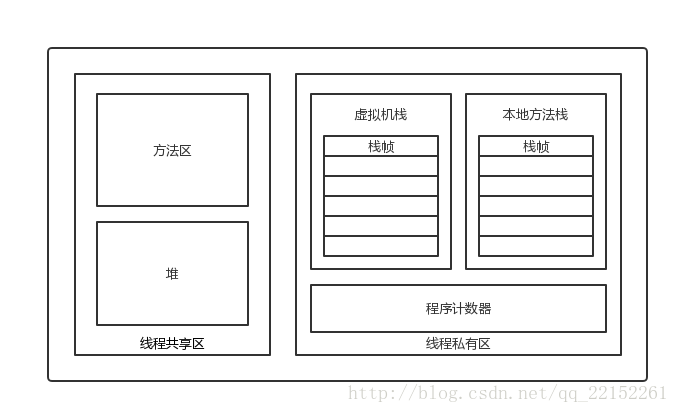 方法区
堆
线程共享区
虚拟机栈
栈帧
本地方法栈
栈帧
程序计数器
线程私有区
http://blog.csdn.net/qq_22152261